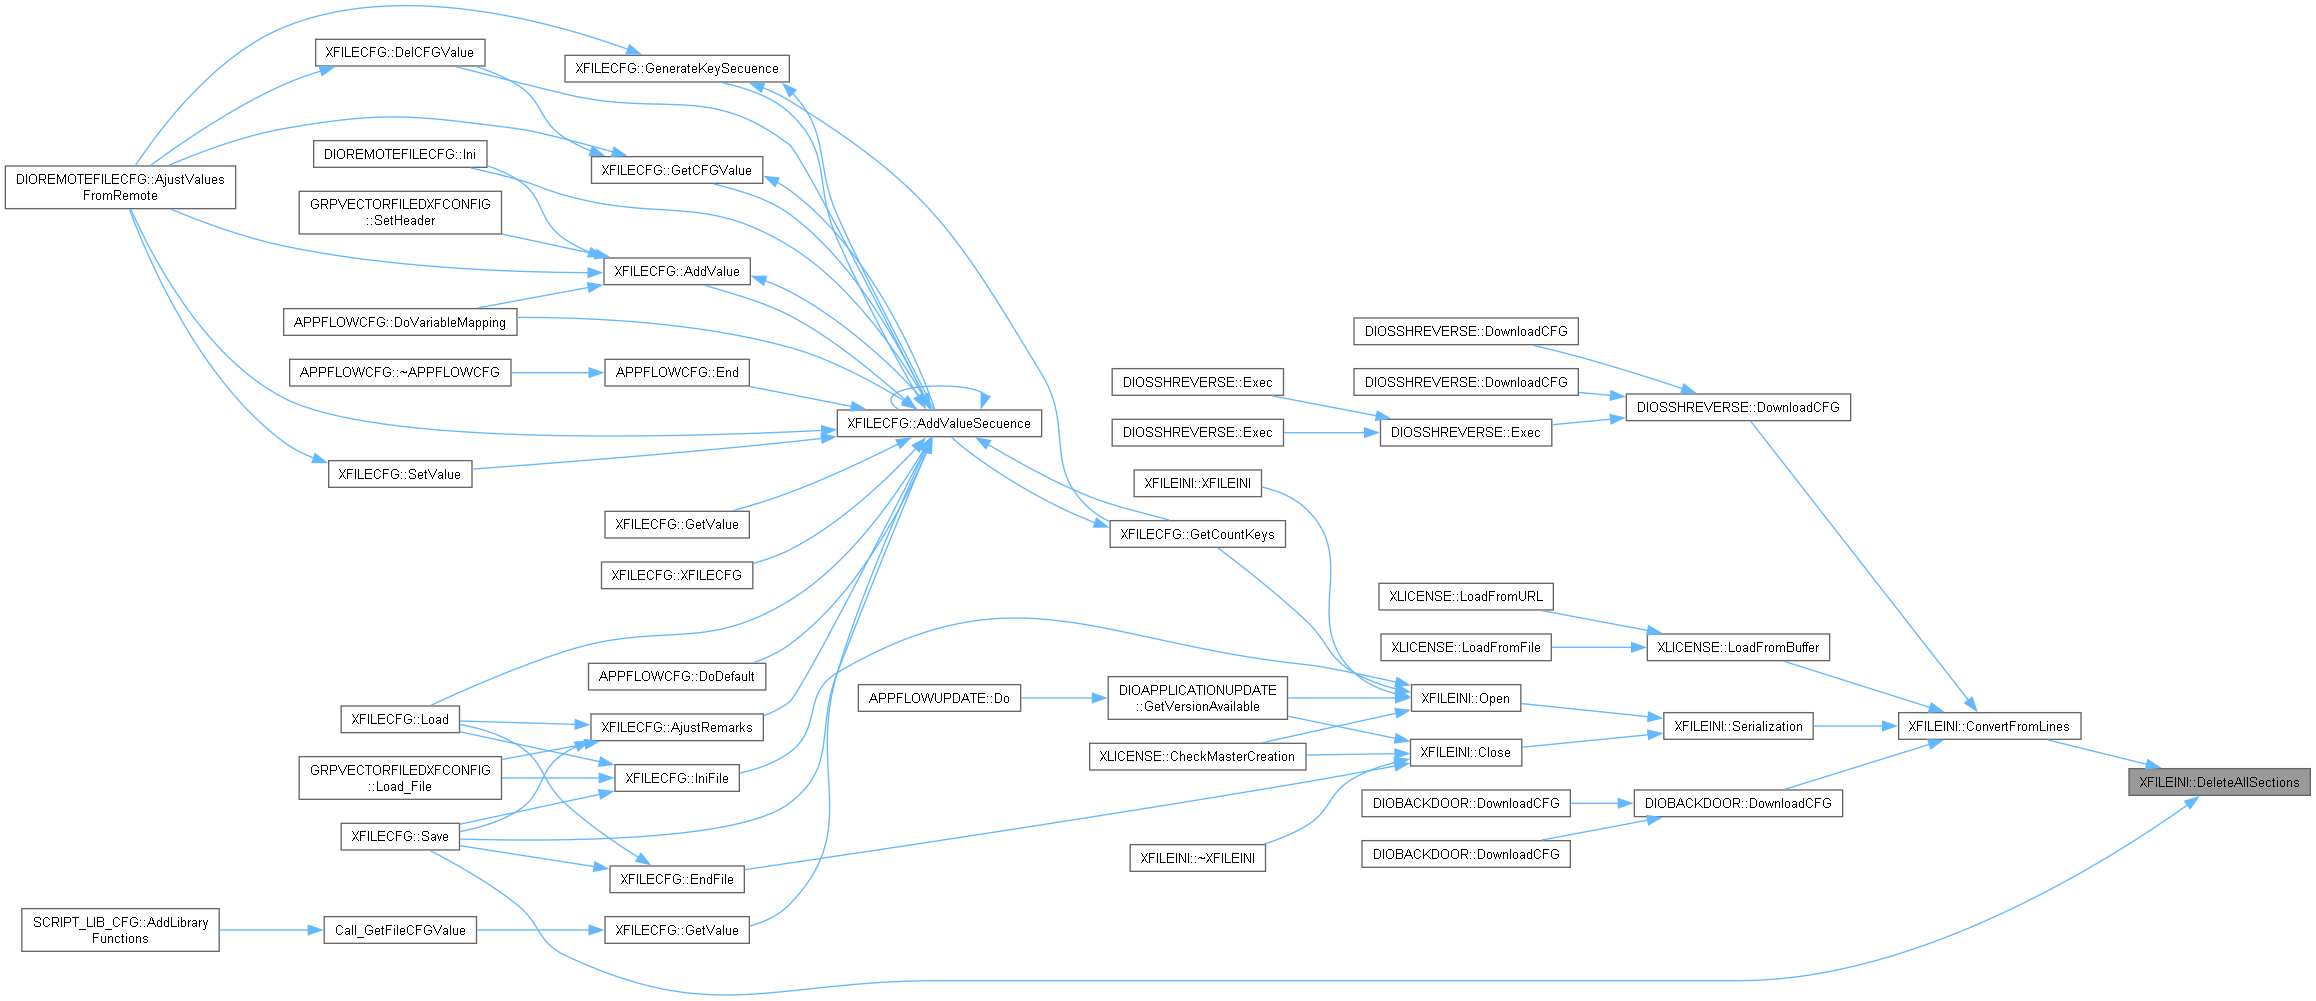 XFILECFG::DelCFGValue
XFILECFG::GenerateKeySecuence
DIOREMOTEFILECFG::Ini
XFILECFG::GetCFGValue
DIOREMOTEFILECFG::AjustValues
FromRemote
GRPVECTORFILEDXFCONFIG
::SetHeader
XFILECFG::AddValue
APPFLOWCFG::DoVariableMapping
APPFLOWCFG::~APPFLOWCFG
APPFLOWCFG::End
XFILECFG::AddValueSecuence
XFILECFG::SetValue
XFILECFG::GetValue
XFILECFG::XFILECFG
APPFLOWCFG::DoDefault
XFILECFG::Load
XFILECFG::AjustRemarks
GRPVECTORFILEDXFCONFIG
::Load_File
XFILECFG::IniFile
XFILECFG::Save
XFILECFG::EndFile
SCRIPT_LIB_CFG::AddLibrary
Functions
Call_GetFileCFGValue
XFILECFG::GetValue
DIOSSHREVERSE::DownloadCFG
DIOSSHREVERSE::Exec
DIOSSHREVERSE::DownloadCFG
DIOSSHREVERSE::DownloadCFG
DIOSSHREVERSE::Exec
DIOSSHREVERSE::Exec
XFILEINI::XFILEINI
XFILECFG::GetCountKeys
XLICENSE::LoadFromURL
XLICENSE::LoadFromFile
XLICENSE::LoadFromBuffer
APPFLOWUPDATE::Do
DIOAPPLICATIONUPDATE
::GetVersionAvailable
XFILEINI::Open
XLICENSE::CheckMasterCreation
XFILEINI::Close
XFILEINI::Serialization
XFILEINI::ConvertFromLines
XFILEINI::DeleteAllSections
DIOBACKDOOR::DownloadCFG
DIOBACKDOOR::DownloadCFG
DIOBACKDOOR::DownloadCFG
XFILEINI::~XFILEINI